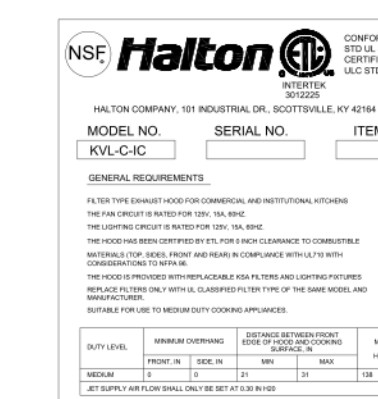 NSF
Halton
ETL
CONFOR
STD UL
CERTIFI
ULC STD
INTERTEK
3012225
HALTON COMPANY, 101 INDUSTRIAL DR., SCOTTSVILLE, KY 42164
MODEL NO. SERIAL NO. ITEM
KVL-C-IC
GENERAL REQUIREMENTS
FILTER TYPE EXHAUST HOOD FOR COMMERCIAL AND INSTITUTIONAL KITCHENS
THE FAN CIRCUIT IS RATED FOR 125V, 15A, 60HZ.
THE LIGHTING CIRCUIT IS RATED FOR 125V, 15A, 60HZ.
THE HOOD HAS BEEN CERTIFIED BY ETL FOR 0 INCH CLEARANCE TO COMBUSTIBLE
MATERIALS (TOP, SIDES, FRONT AND REAR) IN COMPLIANCE WITH UL710 WITH
CONSIDERATIONS TO NFPA 96.
THE HOOD IS PROVIDED WITH REPLACEABLE KSA FILTERS AND LIGHTING FIXTURES
REPLACE FILTERS ONLY WITH UL CLASSIFIED FILTER TYPE OF THE SAME MODEL AND
MANUFACTURER.
SUITABLE FOR USE TO MEDIUM DUTY COOKING APPLIANCES.
DUTY LEVEL MINIMUM OVERHANG DISTANCE BETWEEN FRONT EDGE OF HOOD AND COOKING SURFACE, IN
FRONT, IN SIDE, IN MIN MAX
MEDIUM 0 0 21 31 138
JET SUPPLY AIR FLOW SHALL ONLY BE SET AT 0.30 IN H20